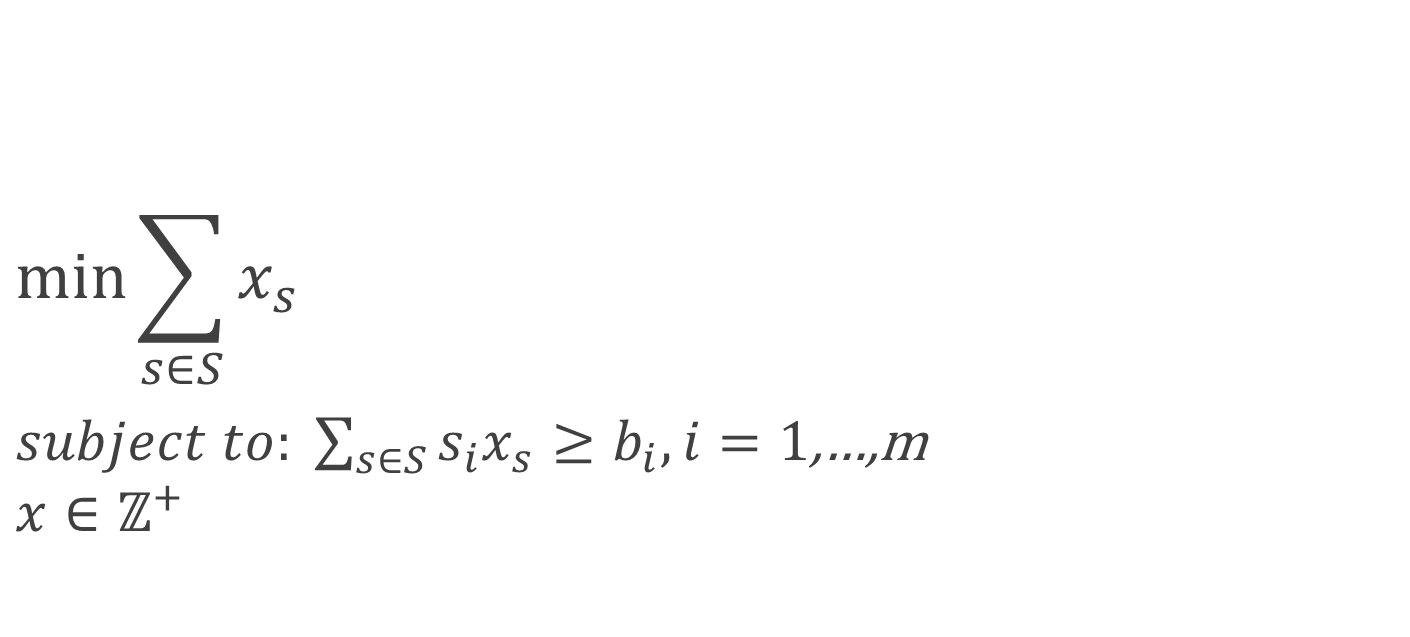 min ∑ x_s
s∈S
subject to: ∑_{s∈S} s_i x_s ≥ b_i, i = 1,…,m
x ∈ ℤ⁺